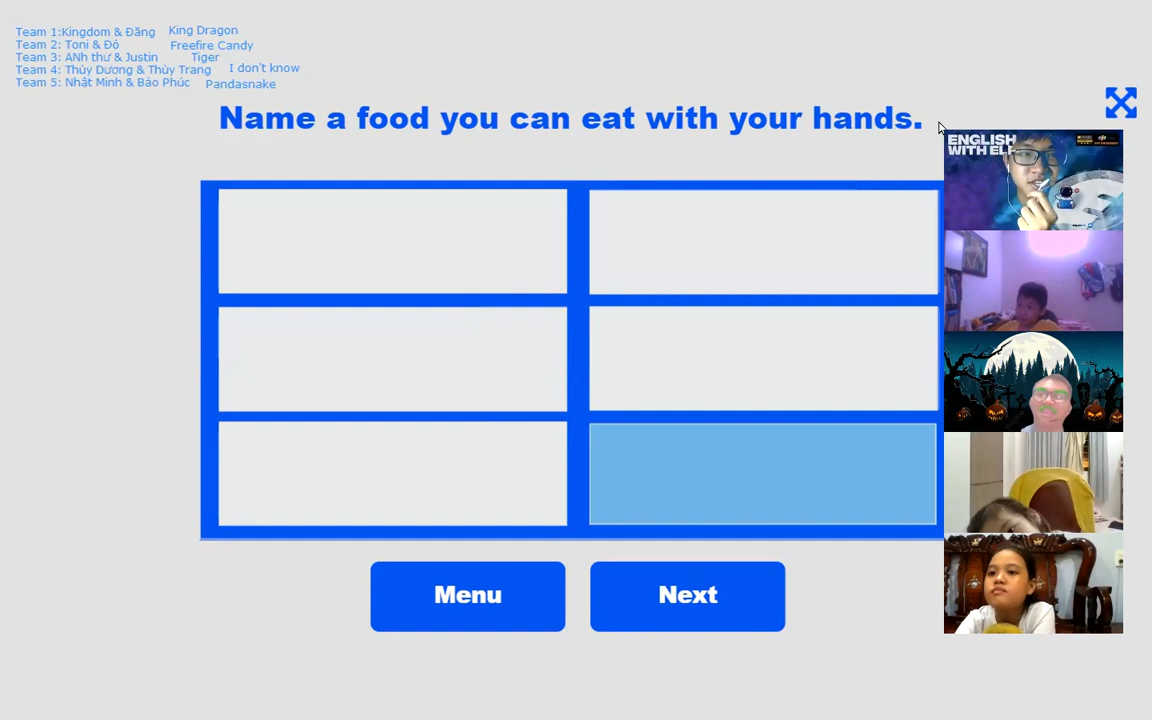 Team 1:Kingdom & Đăng King Dragon
Team 2: Toni & Đô Freefire Candy
Team 3: ANh thư & Justin Tiger
Team 4: Thùy Dương & Thùy Trang I don't know
Team 5: Nhật Minh & Bảo Phúc Pandasnake
Name a food you can eat with your hands.
ENGLISH
WITH EL
Menu
Next